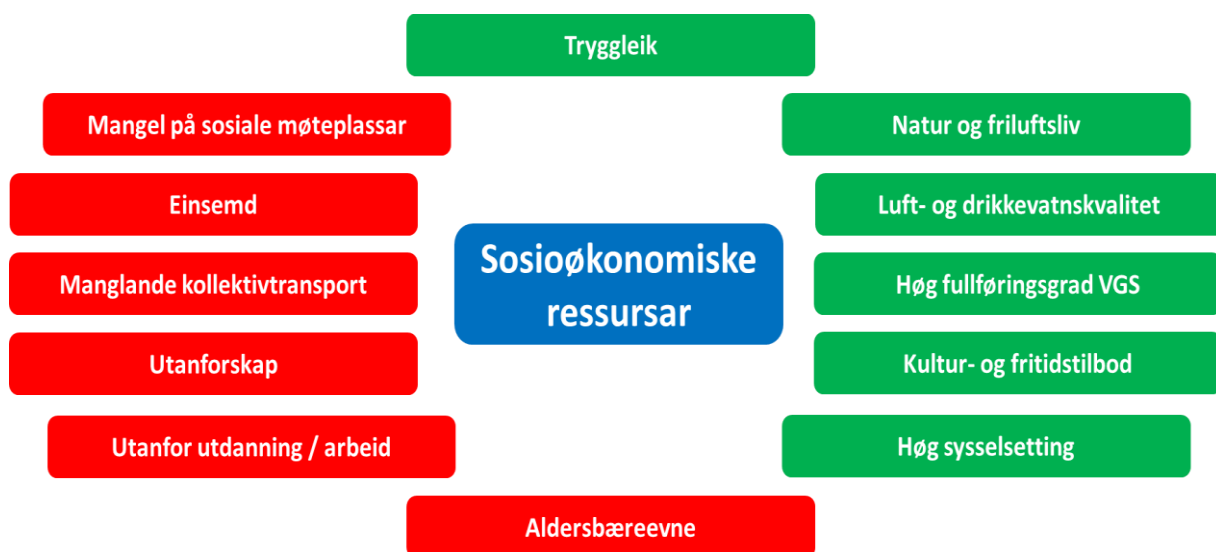 Tryggleik
Mangel på sosiale møteplassar
Natur og friluftsliv
Einsemd
Luft- og drikkevatnskvalitet
Sosioøkonomiske
ressursar
Manglande kollektivtransport
Høg fullføringsgrad VGS
Utanforskap
Kultur- og fritidstilbod
Utanfor utdanning / arbeid
Høg sysselsetting
Aldersbæreevne